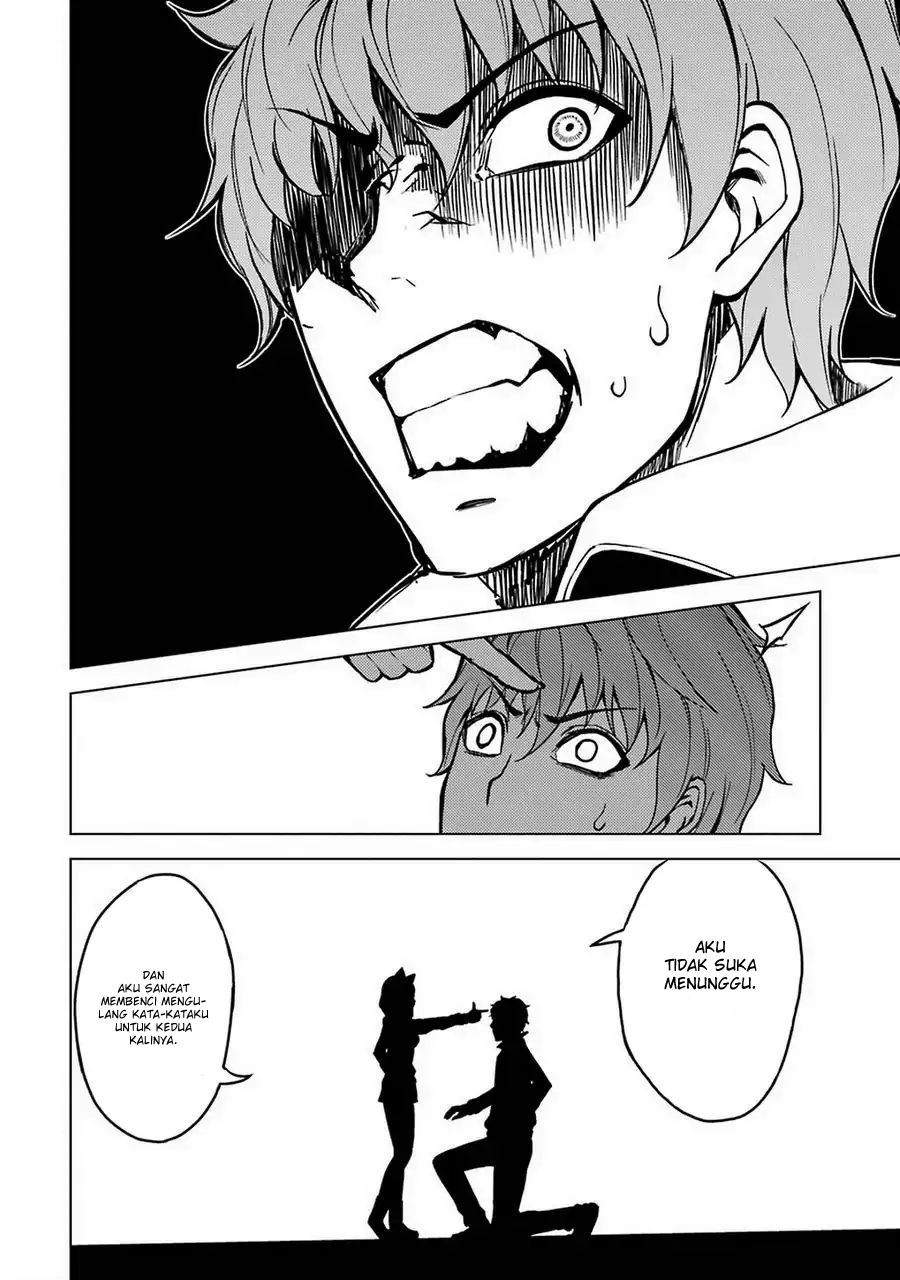 AKU
TIDAK SUKA
MENUNGGU.
DAN
AKU SANGAT
MEMBENCI MENGU-
LANG KATA-KATAKU
UNTUK KEDUA
KALINYA.